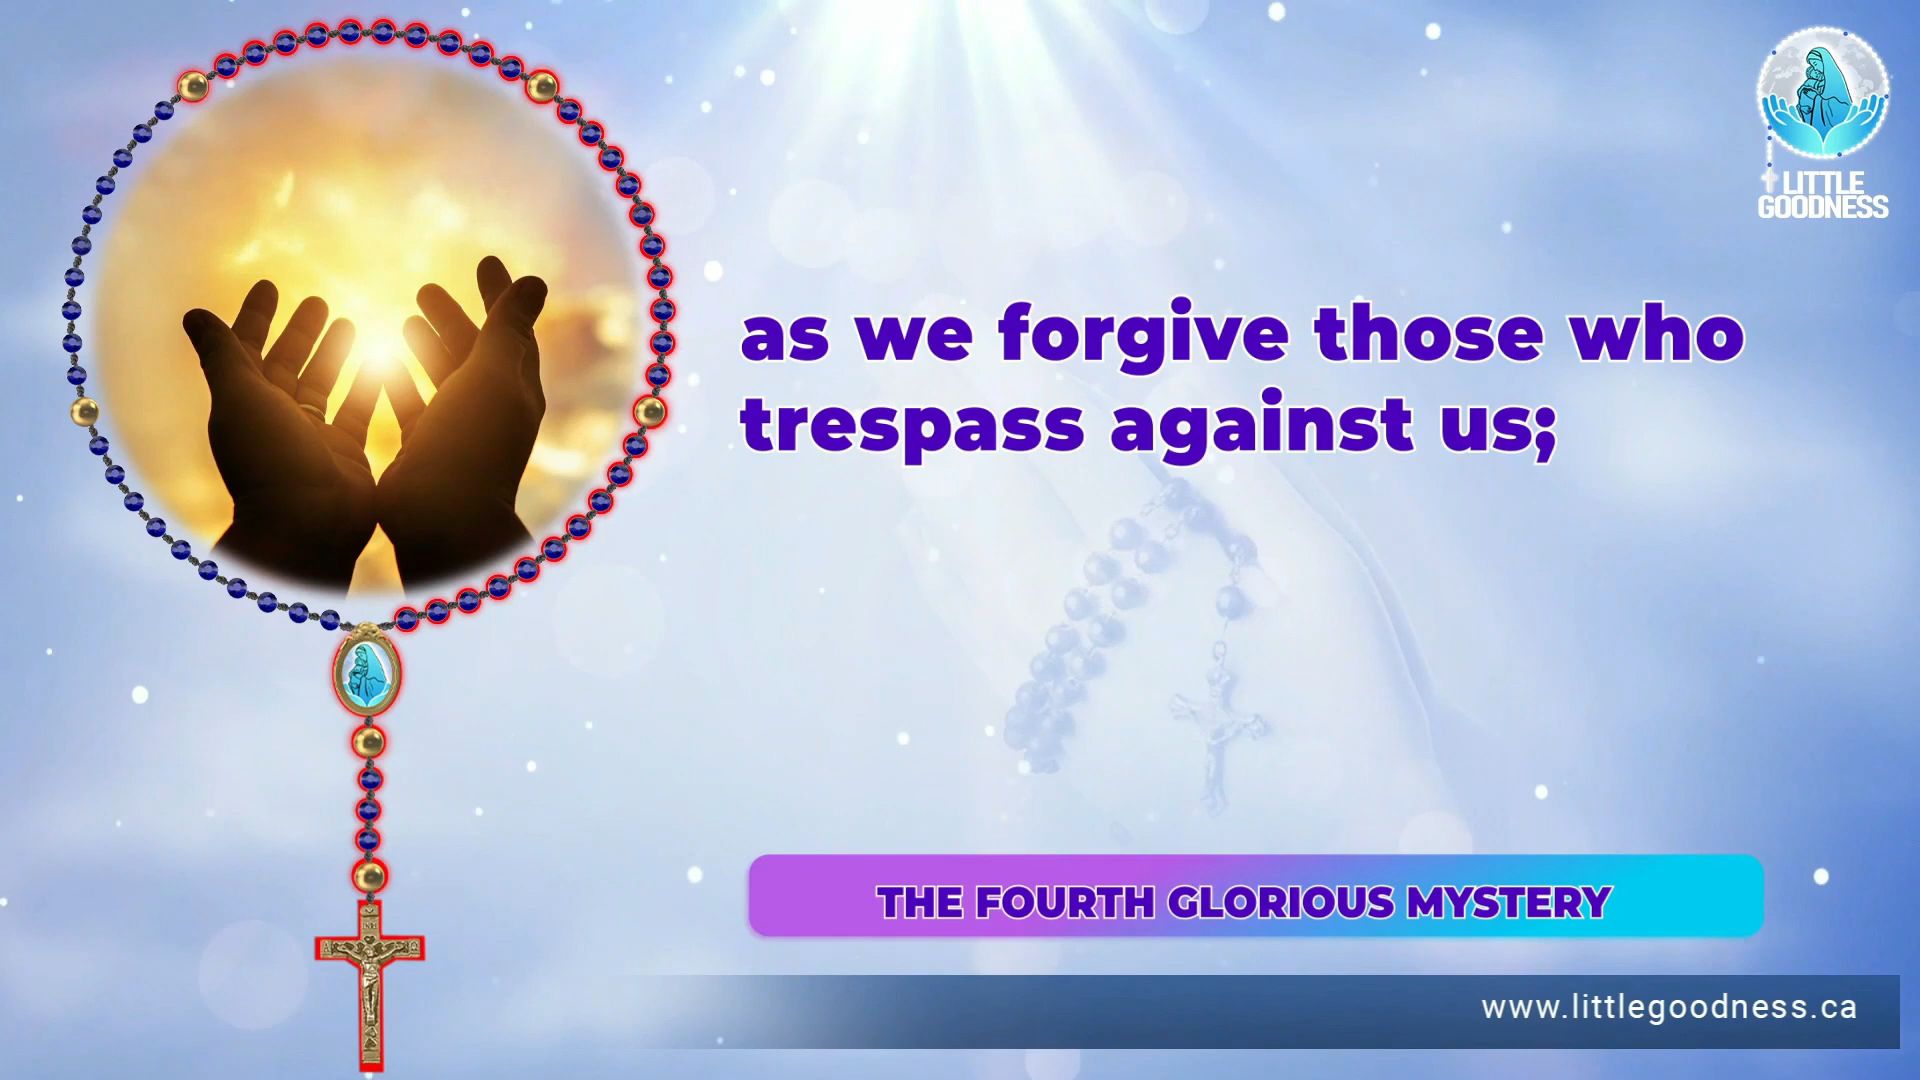 LITTLE
GOODNESS
as we forgive those who
trespass against us;
THE FOURTH GLORIOUS MYSTERY
www.littlegoodness.ca